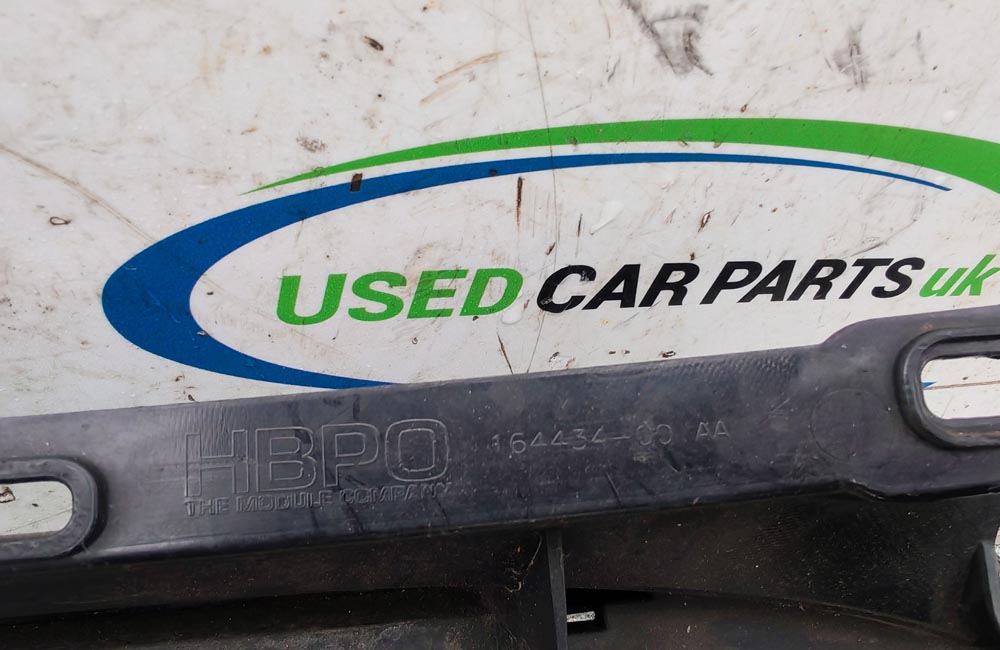 USED CAR PARTS uk
HBPO 164434-00 AA
THE MODULE COMPANY